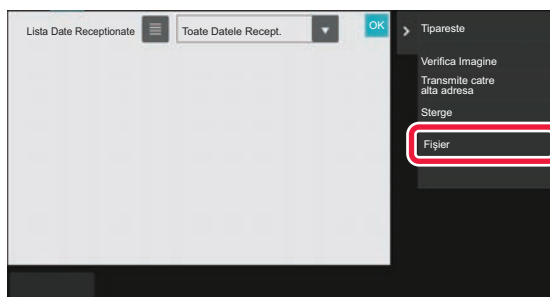 Lista Date Receptionate
Toate Datele Recept.
OK
Tipareste
Verifica Imagine
Transmite catre
alta adresa
Sterge
Fişier